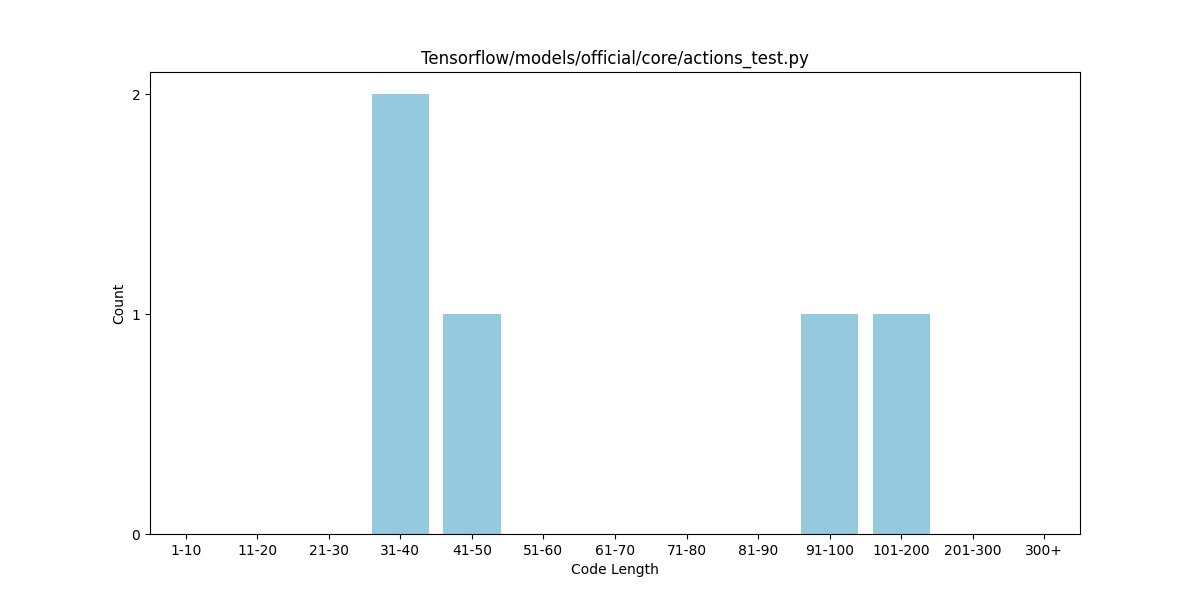 Tensorflow/models/official/core/actions_test.py
2
1
0
Count
1-10 11-20 21-30 31-40 41-50 51-60 61-70 71-80 81-90 91-100 101-200 201-300 300+
Code Length